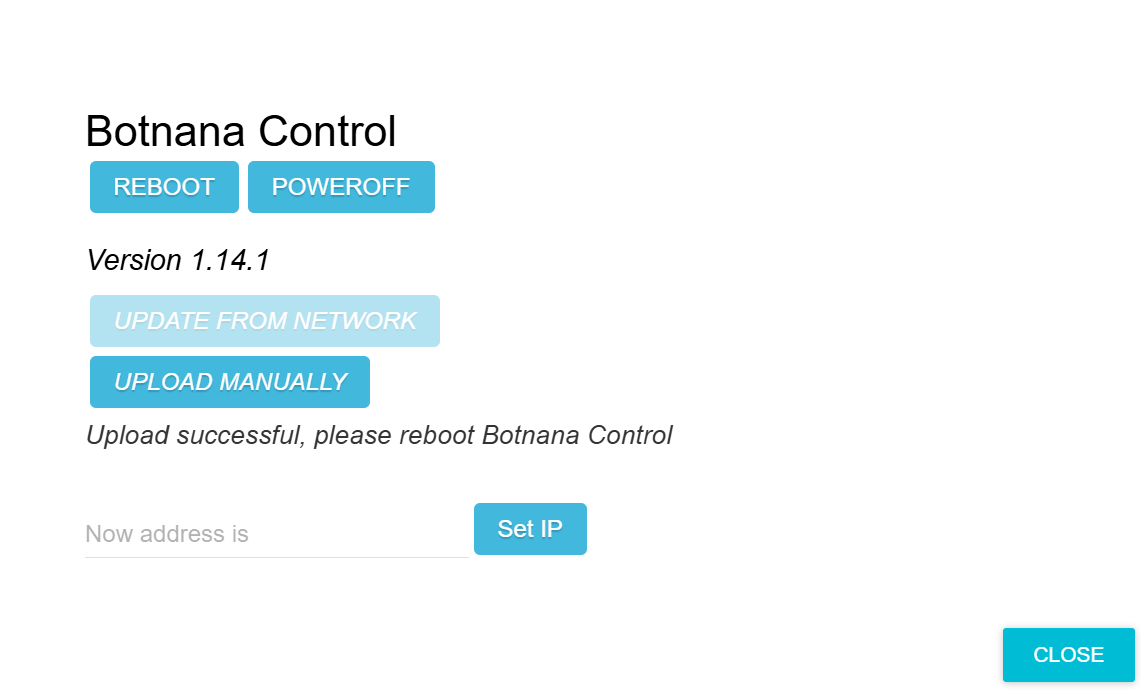 Botnana Control
REBOOT POWEROFF
Version 1.14.1
UPDATE FROM NETWORK
UPLOAD MANUALLY
Upload successful, please reboot Botnana Control
Now address is Set IP
CLOSE